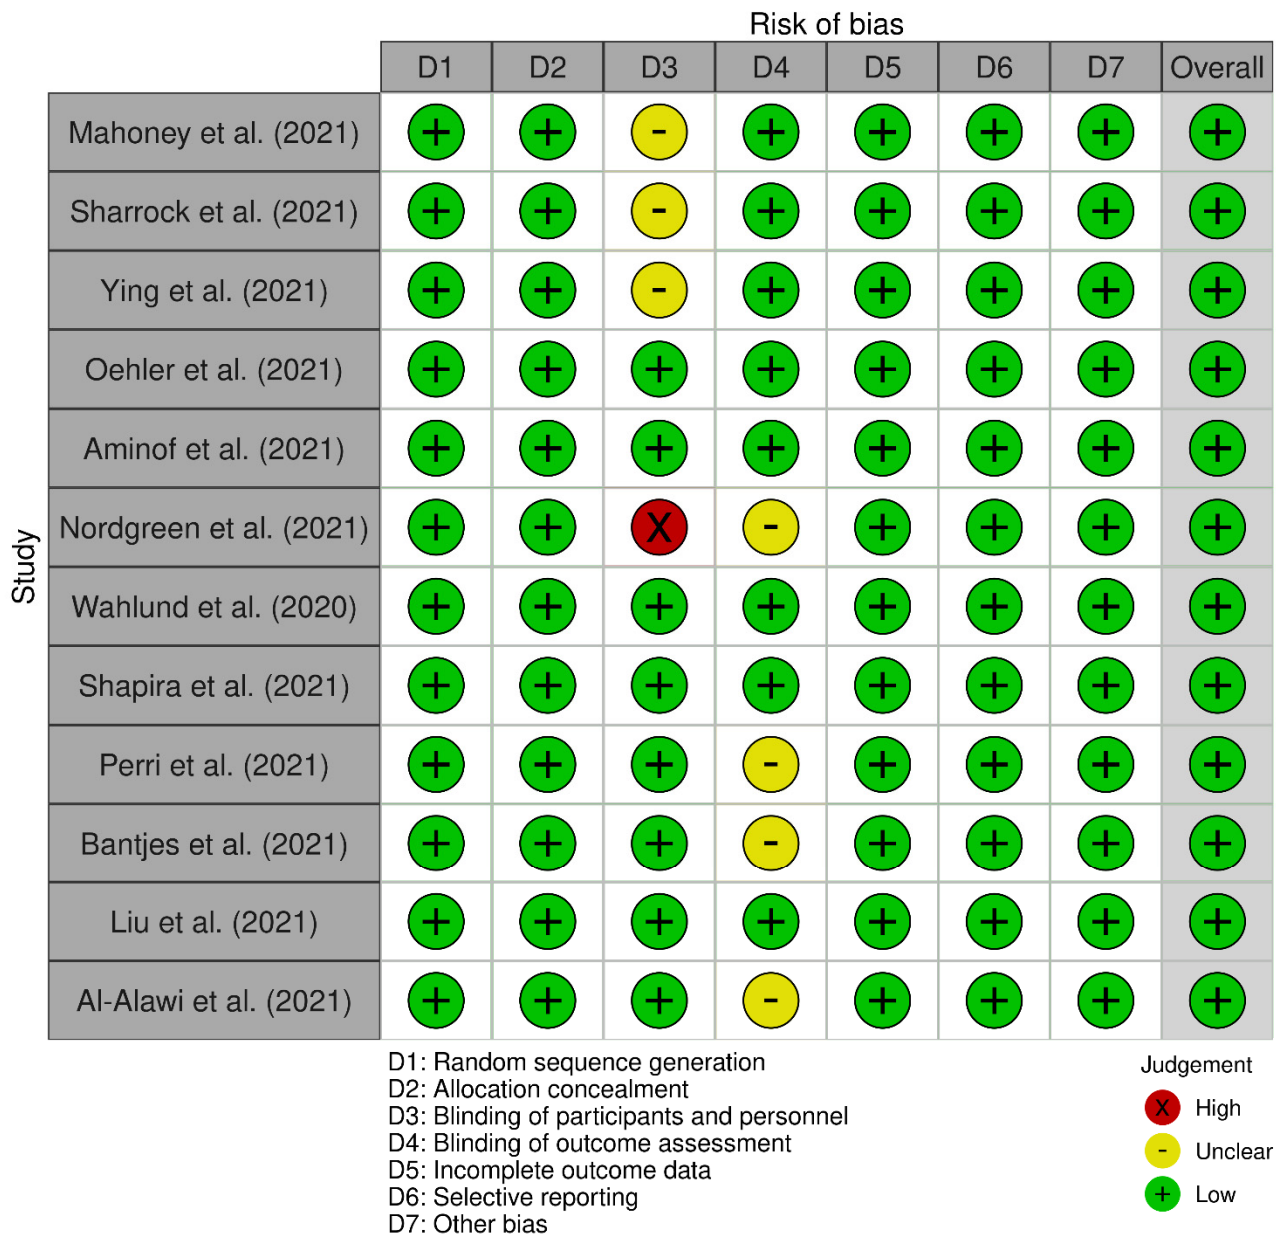 Risk of bias
D1 D2 D3 D4 D5 D6 D7 Overall
Study
Mahoney et al. (2021) + + - + + + + +
Sharrock et al. (2021) + + - + + + + +
Ying et al. (2021) + + - + + + + +
Oehler et al. (2021) + + + + + + + +
Aminof et al. (2021) + + + + + + + +
Nordgreen et al. (2021) + + X - + + + +
Wahlund et al. (2020) + + + + + + + +
Shapira et al. (2021) + + + + + + + +
Perri et al. (2021) + + + - + + + +
Bantjes et al. (2021) + + + - + + + +
Liu et al. (2021) + + + + + + + +
Al-Alawi et al. (2021) + + + - + + + +
D1: Random sequence generation
D2: Allocation concealment
D3: Blinding of participants and personnel
D4: Blinding of outcome assessment
D5: Incomplete outcome data
D6: Selective reporting
D7: Other bias
Judgement
X High
- Unclear
+ Low